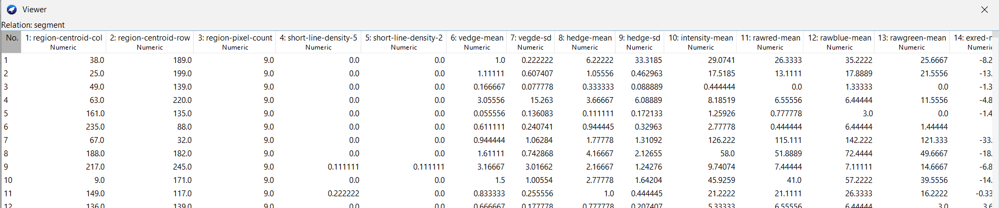 Viewer
Relation: segment
No. 1: region-centroid-col 2: region-centroid-row 3: region-pixel-count 4: short-line-density-5 5: short-line-density-2 6: vedge-mean 7: vegde-sd 8: hedge-mean 9: hedge-sd 10: intensity-mean 11: rawred-mean 12: rawblue-mean 13: rawgreen-mean 14: exred-
Numeric Numeric Numeric Numeric Numeric Numeric Numeric Numeric Numeric Numeric Numeric Numeric Numeric Numeric
1 38.0 189.0 9.0 0.0 0.0 1.0 0.222222 6.22222 33.3185 29.0741 26.3333 35.2222 25.6667 -8.2
2 25.0 199.0 9.0 0.0 0.0 1.11111 0.607407 1.05556 0.462963 17.5185 13.1111 17.8889 21.5556 -13.
3 49.0 139.0 9.0 0.0 0.0 0.166667 0.077778 0.333333 0.088889 0.444444 0.0 1.33333 0.0 -1.3
4 63.0 220.0 9.0 0.0 0.0 3.05556 15.263 3.66667 6.08889 8.18519 6.55556 6.44444 11.5556 -4.8
5 161.0 135.0 9.0 0.0 0.0 0.055556 0.136083 0.111111 0.172133 1.25926 0.777778 3.0 0.0 -1.4
6 235.0 88.0 9.0 0.0 0.0 0.611111 0.240741 0.944445 0.32963 2.77778 0.444444 6.44444 1.44444
7 67.0 32.0 9.0 0.0 0.0 0.944444 1.06284 1.77778 1.31092 126.222 115.111 142.222 121.333 -33.
8 188.0 182.0 9.0 0.0 0.0 1.61111 0.742868 4.16667 2.12655 58.0 51.8889 72.4444 49.6667 -18.
9 217.0 245.0 9.0 0.111111 0.111111 3.16667 3.01662 2.16667 1.24276 9.74074 7.44444 7.11111 14.6667 -6.8
10 9.0 171.0 9.0 0.0 0.0 1.5 1.00554 2.77778 1.64204 45.9259 41.0 57.2222 39.5556 -14.
11 149.0 117.0 9.0 0.222222 0.0 0.833333 0.255556 1.0 0.444445 21.2222 21.1111 26.3333 16.2222 -0.33
12 136.0 139.0 9.0 0.0 0.0 0.666667 0.177778 0.777778 0.207407 5.33333 6.55556 6.44444 3.0 3.6